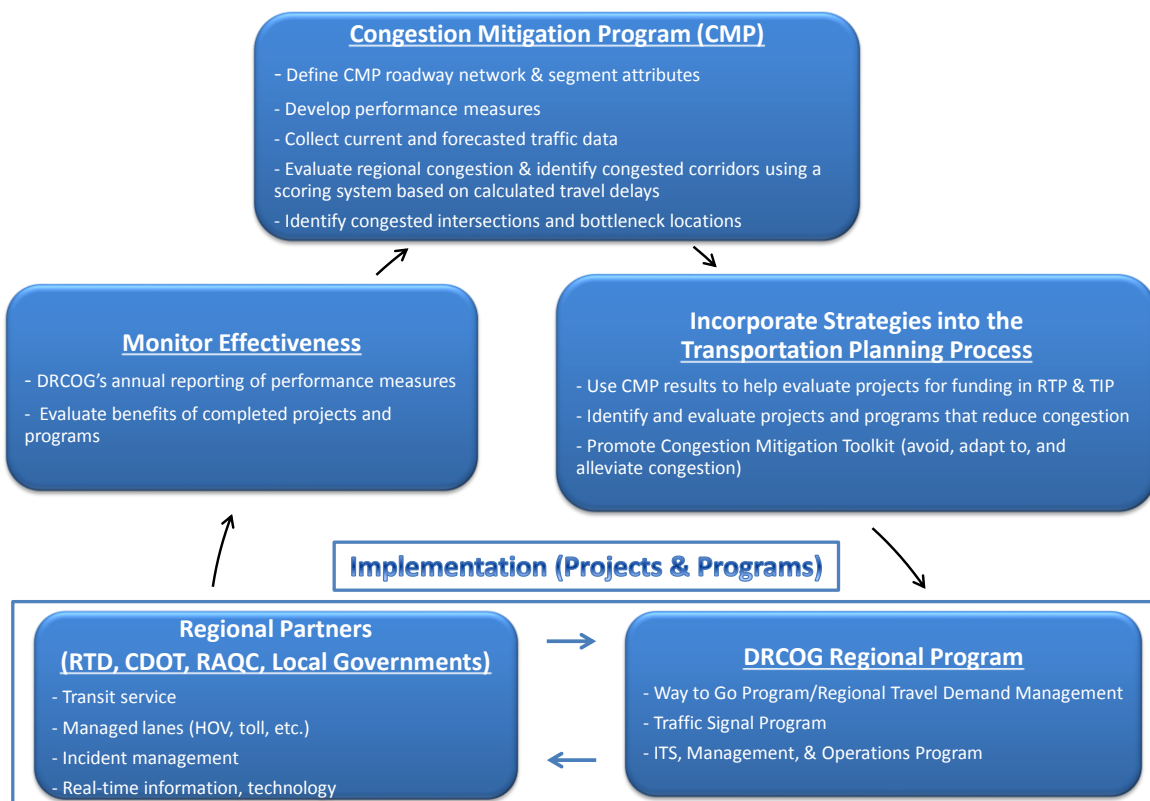 Congestion Mitigation Program (CMP)
- Define CMP roadway network & segment attributes
- Develop performance measures
- Collect current and forecasted traffic data
- Evaluate regional congestion & identify congested corridors using a
scoring system based on calculated travel delays
- Identify congested intersections and bottleneck locations
Incorporate Strategies into the
Transportation Planning Process
- Use CMP results to help evaluate projects for funding in RTP & TIP
- Identify and evaluate projects and programs that reduce congestion
- Promote Congestion Mitigation Toolkit (avoid, adapt to, and
alleviate congestion)
Monitor Effectiveness
- DRCOG's annual reporting of performance measures
- Evaluate benefits of completed projects and
programs
Implementation (Projects & Programs)
Regional Partners
(RTD, CDOT, RAQC, Local Governments)
- Transit service
- Managed lanes (HOV, toll, etc.)
- Incident management
- Real-time information, technology
DRCOG Regional Program
- Way to Go Program/Regional Travel Demand Management
- Traffic Signal Program
- ITS, Management, & Operations Program